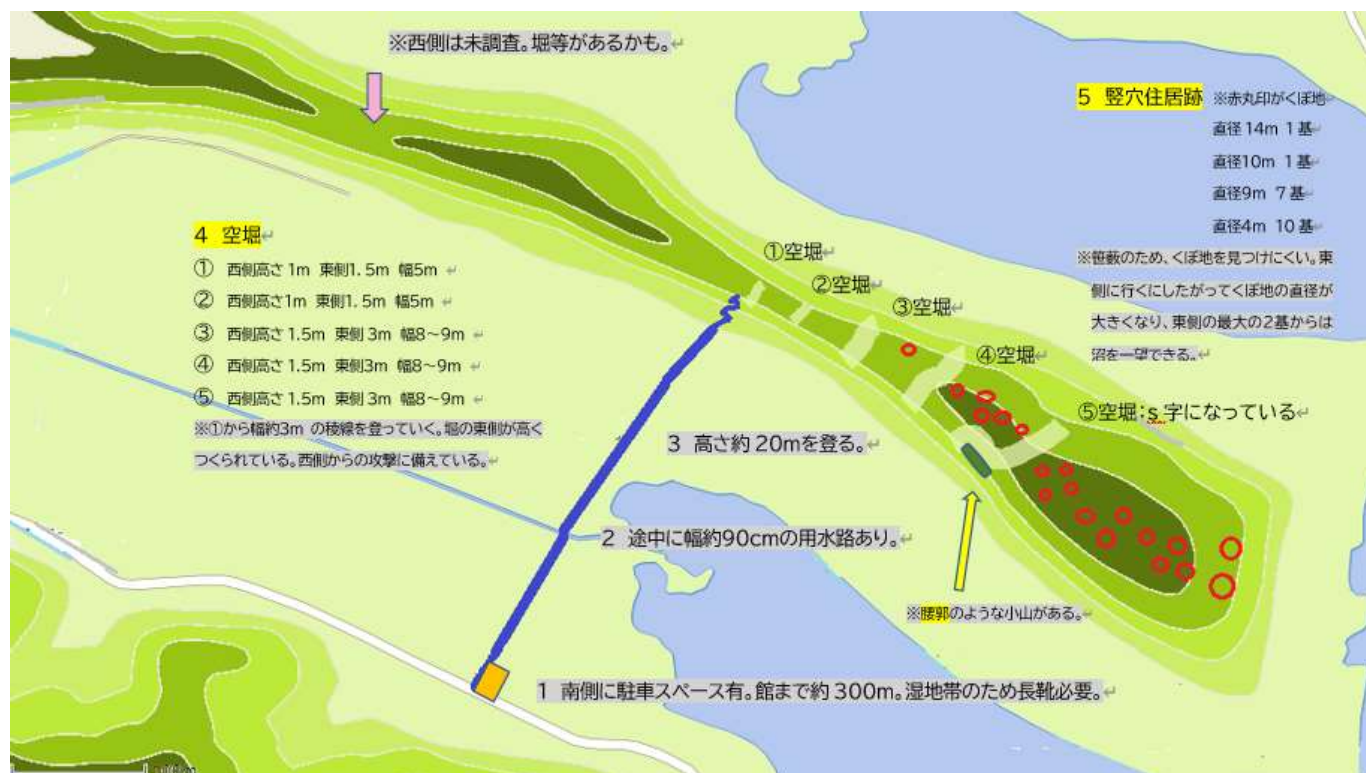 ※西側は未調査。堀等があるかも。
5 竪穴住居跡 ※赤丸印がくぼ地
直径14m 1基
直径10m 1基
直径9m 7基
直径4m 10基
※笹藪のため、くぼ地を見つけにくい。東
側に行くにしたがってくぼ地の直径が
大きくなり、東側の最大の2基からは
沼を一望できる。
4 空堀
① 西側高さ1m 東側1.5m 幅5m
② 西側高さ1m 東側1.5m 幅5m
③ 西側高さ1.5m 東側3m 幅8～9m
④ 西側高さ1.5m 東側3m 幅8～9m
⑤ 西側高さ1.5m 東側3m 幅8～9m
※①から幅約3mの稜線を登っていく。堀の東側が高く
つくられている。西側からの攻撃に備えている。
①空堀
②空堀
③空堀
④空堀
⑤空堀：s字になっている
3 高さ約20mを登る。
2 途中に幅約90cmの用水路あり。
※腰郭のような小山がある。
1 南側に駐車スペース有。館まで約300m。湿地帯のため長靴必要。